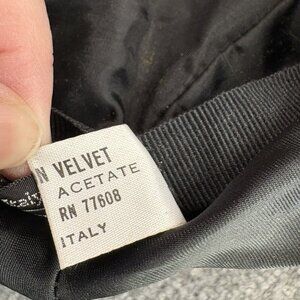 N VELVET
ACETATE
RN 77608
ITALY